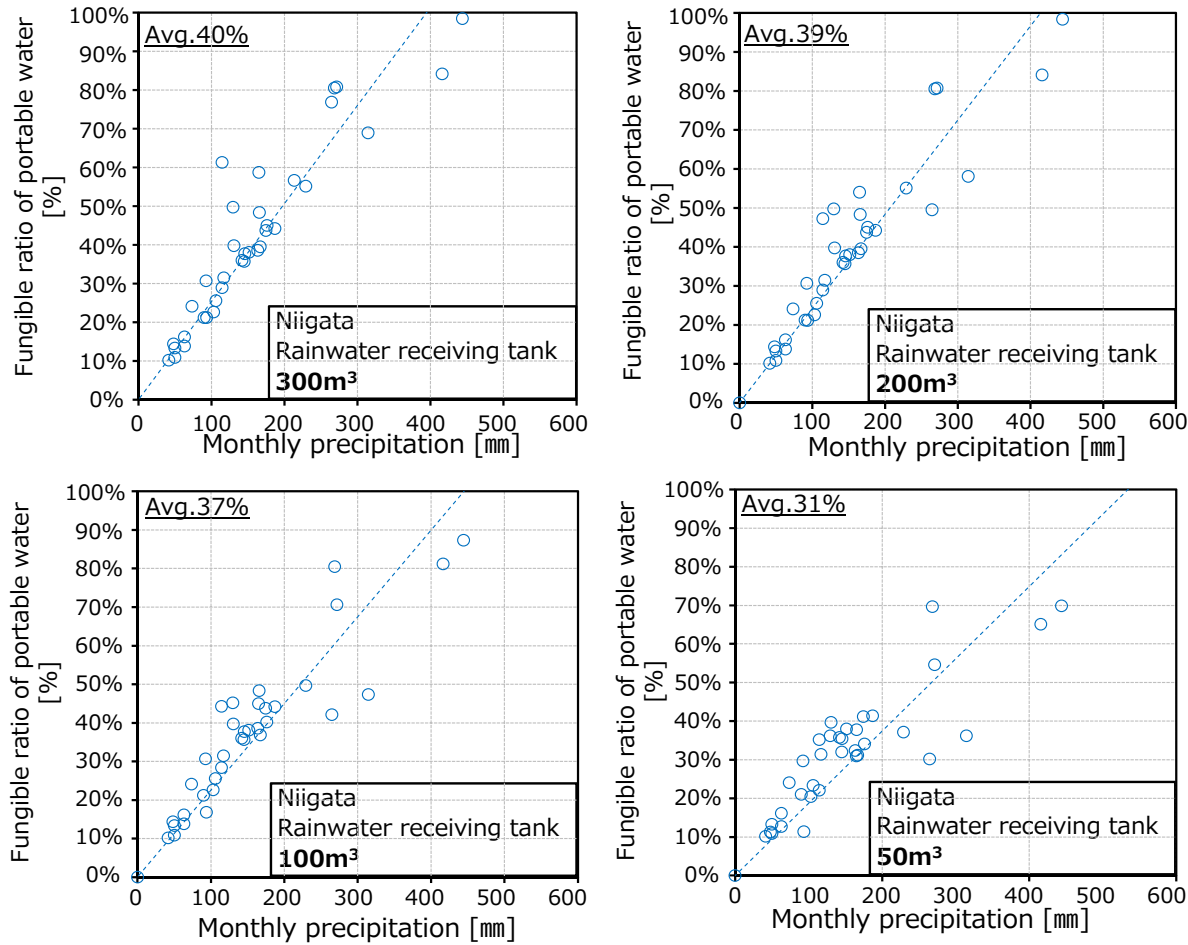 Fungible ratio of portable water
[%]
100%
90%
80%
70%
60%
50%
40%
30%
20%
10%
0%
Avg.40%
Niigata
Rainwater receiving tank
300m³
0 100 200 300 400 500 600
Monthly precipitation [㎜]
Fungible ratio of portable water
[%]
100%
90%
80%
70%
60%
50%
40%
30%
20%
10%
0%
Avg.39%
Niigata
Rainwater receiving tank
200m³
0 100 200 300 400 500 600
Monthly precipitation [㎜]
Fungible ratio of portable water
[%]
100%
90%
80%
70%
60%
50%
40%
30%
20%
10%
0%
Avg.37%
Niigata
Rainwater receiving tank
100m³
0 100 200 300 400 500 600
Monthly precipitation [㎜]
Fungible ratio of portable water
[%]
100%
90%
80%
70%
60%
50%
40%
30%
20%
10%
0%
Avg.31%
Niigata
Rainwater receiving tank
50m³
0 100 200 300 400 500 600
Monthly precipitation [㎜]